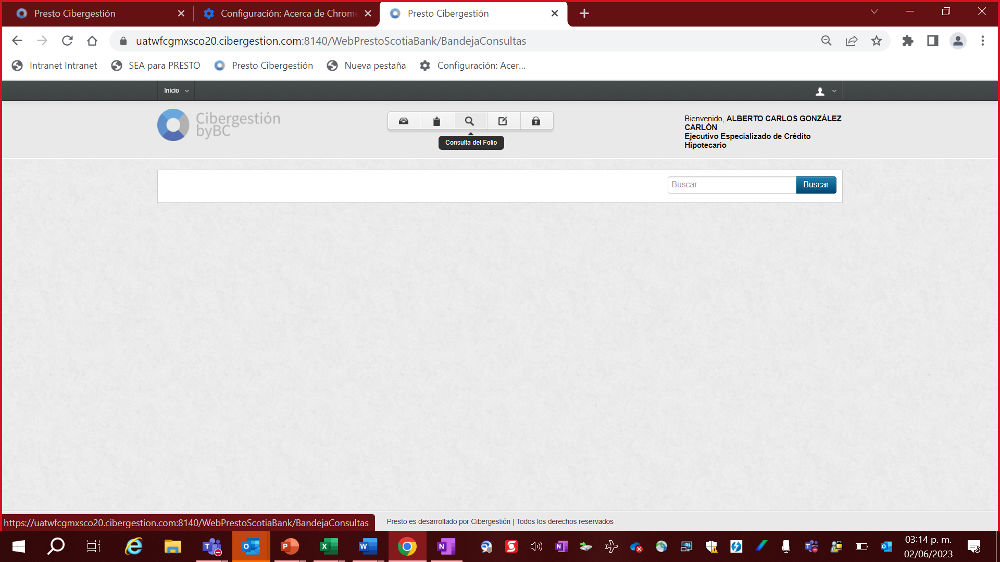 Presto Cibergestión
Configuración: Acerca de Chrome
Presto Cibergestión
uatwfcgmxsco20.cibergestion.com:8140/WebPrestoScotiaBank/BandejaConsultas
Intranet Intranet
SEA para PRESTO
Presto Cibergestión
Nueva pestaña
Configuración: Acer...
Inicio
Cibergestión
byBC
Consulta del Folio
Bienvenido, ALBERTO CARLOS GONZÁLEZ
CARLÓN
Ejecutivo Especializado de Crédito
Hipotecario
Buscar
Buscar
https://uatwfcgmxsco20.cibergestion.com:8140/WebPrestoScotiaBank/BandejaConsultas
Presto es desarrollado por Cibergestión | Todos los derechos reservados
03:14 p. m.
02/06/2023